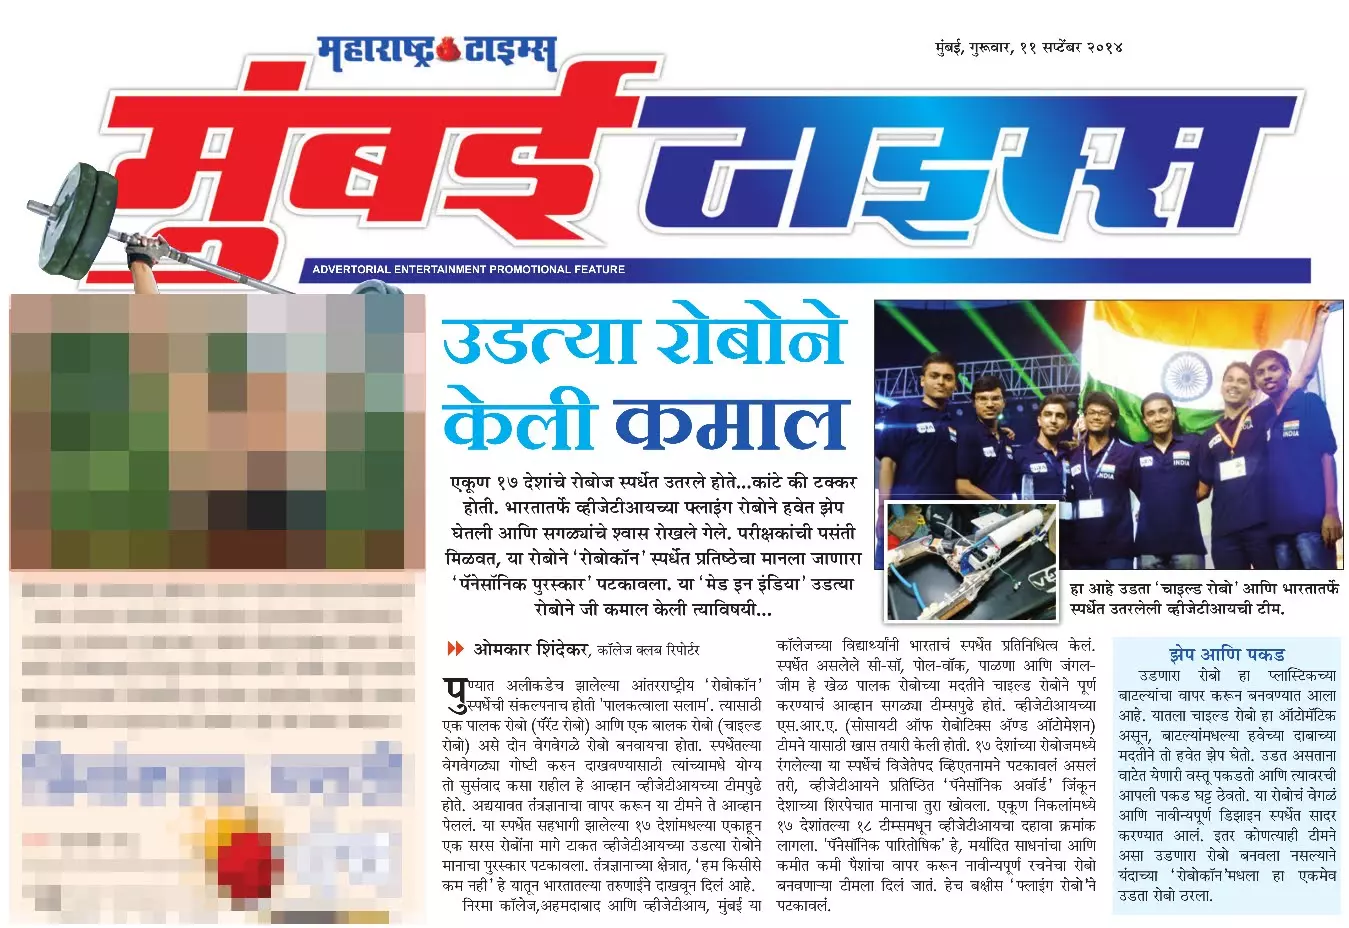 महाराष्ट्र टाइम्स
मुंबई, गुरूवार, ११ सप्टेंबर २०१४
मुंबई टाइम्स
ADVERTORIAL ENTERTAINMENT PROMOTIONAL FEATURE
उडत्या रोबोने
केली कमाल
एकूण १७ देशांचे रोबोज स्पर्धेत उतरले होते...कांटे की टक्कर
होती. भारतातर्फे व्हीजेटीआयच्या फ्लाइंग रोबोने हवेत झेप
घेतली आणि सगळ्यांचे श्वास रोखले गेले. परीक्षकांची पसंती
मिळवत, या रोबोने ‘रोबोकॉन’ स्पर्धेत प्रतिष्ठेचा मानला जाणारा
‘पॅनेसॉनिक पुरस्कार’ पटकावला. या ‘मेड इन इंडिया’ उडत्या
रोबोने जी कमाल केली त्याविषयी...
ओमकार शिंदेकर, कॉलेज क्लब रिपोर्टर
पुण्यात अलीकडेच झालेल्या आंतरराष्ट्रीय ‘रोबोकॉन’
स्पर्धेची संकल्पनाच होती 'पालकत्वाला सलाम'. त्यासाठी
एक पालक रोबो (पॅरेंट रोबो) आणि एक बालक रोबो (चाइल्ड
रोबो) असे दोन वेगवेगळे रोबो बनवायचा होता. स्पर्धेतल्या
वेगवेगळ्या गोष्टी करुन दाखवण्यासाठी त्यांच्यामधे योग्य
तो सुसंवाद कसा राहील हे आव्हान व्हीजेटीआयच्या टीमपुढे
होते. अद्ययावत तंत्रज्ञानाचा वापर करून या टीमने ते आव्हान
पेललं. या स्पर्धेत सहभागी झालेल्या १७ देशांमधल्या एकाहून
एक सरस रोबोंना मागे टाकत व्हीजेटीआयच्या उडत्या रोबोने
मानाचा पुरस्कार पटकावला. तंत्रज्ञानाच्या क्षेत्रात, ‘हम किसीसे
कम नही’ हे यातून भारतातल्या तरुणाईने दाखवून दिलं आहे.
निरमा कॉलेज,अहमदाबाद आणि व्हीजेटीआय, मुंबई या
कॉलेजच्या विद्यार्थ्यांनी भारताचं स्पर्धेत प्रतिनिधित्व केलं.
स्पर्धेत असलेले सी-सॉ, पोल-वॉक, पाळणा आणि जंगल-
जीम हे खेळ पालक रोबोच्या मदतीने चाइल्ड रोबोने पूर्ण
करण्याचं आव्हान सगळ्या टीम्सपुढे होतं. व्हीजेटीआयच्या
एस.आर.ए. (सोसायटी ऑफ रोबोटिक्स अ‍ॅण्ड ऑटोमेशन)
टीमने यासाठी खास तयारी केली होती. १७ देशांच्या रोबोजमध्ये
रंगलेल्या या स्पर्धेचं विजेतेपद व्हिएतनामने पटकावलं असलं
तरी, व्हीजेटीआयने प्रतिष्ठित ‘पॅनेसॉनिक अवॉर्ड’ जिंकून
देशाच्या शिरपेचात मानाचा तुरा खोवला. एकूण निकलांमध्ये
१७ देशांतल्या १८ टीम्समधून व्हीजेटीआयचा दहावा क्रमांक
लागला. 'पॅनेसॉनिक पारितोषिक’ हे, मर्यादित साधनांचा आणि
कमीत कमी पैशांचा वापर करून नावीन्यपूर्ण रचनेचा रोबो
बनवणाऱ्या टीमला दिलं जातं. हेच बक्षीस ‘फ्लाइंग रोबो'ने
पटकावलं.
INDIA
INDIA
हा आहे उडता ‘चाइल्ड रोबो’ आणि भारतातर्फे
स्पर्धेत उतरलेली व्हीजेटीआयची टीम.
झेप आणि पकड
उडणारा रोबो हा प्लास्टिकच्या
बाटल्यांचा वापर करून बनवण्यात आला
आहे. यातला चाइल्ड रोबो हा ऑटोमॅटिक
असून, बाटल्यांमधल्या हवेच्या दाबाच्या
मदतीने तो हवेत झेप घेतो. उडत असताना
वाटेत येणारी वस्तू पकडतो आणि त्यावरची
आपली पकड घट्ट ठेवतो. या रोबोचं वेगळं
आणि नावीन्यपूर्ण डिझाइन स्पर्धेत सादर
करण्यात आलं. इतर कोणत्याही टीमने
असा उडणारा रोबो बनवला नसल्याने
यंदाच्या ‘रोबोकॉन’मधला हा एकमेव
उडता रोबो ठरला.